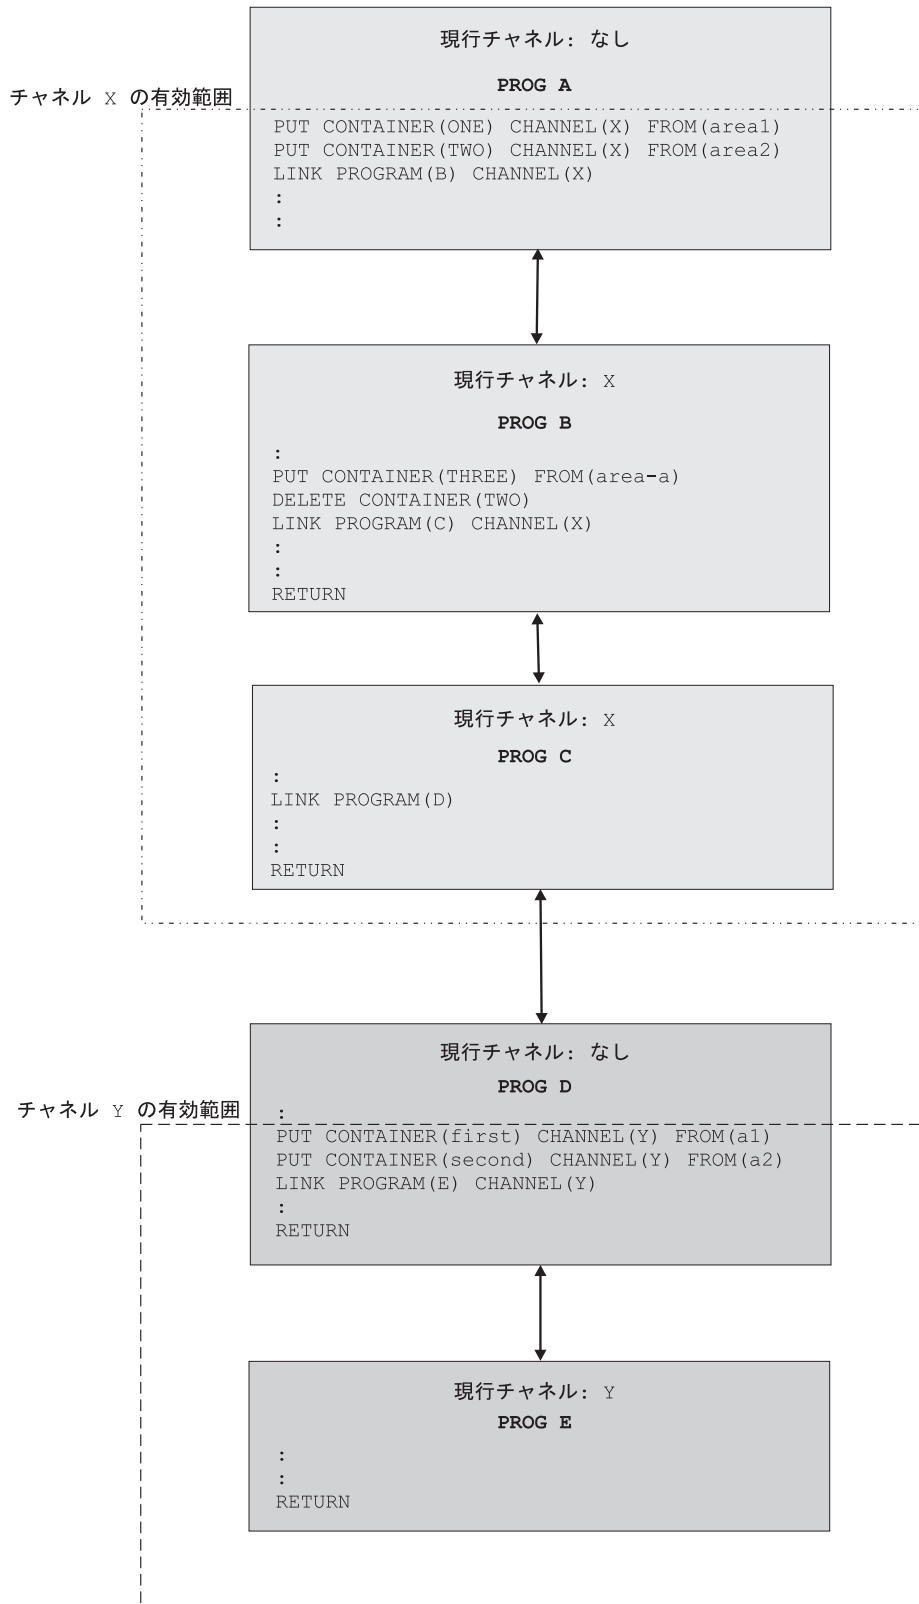 現行チャネル: なし
PROG A
チャネル X の有効範囲
PUT CONTAINER(ONE) CHANNEL(X) FROM(area1)
PUT CONTAINER(TWO) CHANNEL(X) FROM(area2)
LINK PROGRAM(B) CHANNEL(X)
:
:
現行チャネル: X
PROG B
:
PUT CONTAINER(THREE) FROM(area-a)
DELETE CONTAINER(TWO)
LINK PROGRAM(C) CHANNEL(X)
:
:
RETURN
現行チャネル: X
PROG C
:
LINK PROGRAM(D)
:
:
RETURN
現行チャネル: なし
PROG D
チャネル Y の有効範囲
:
PUT CONTAINER(first) CHANNEL(Y) FROM(a1)
PUT CONTAINER(second) CHANNEL(Y) FROM(a2)
LINK PROGRAM(E) CHANNEL(Y)
:
RETURN
現行チャネル: Y
PROG E
:
:
RETURN